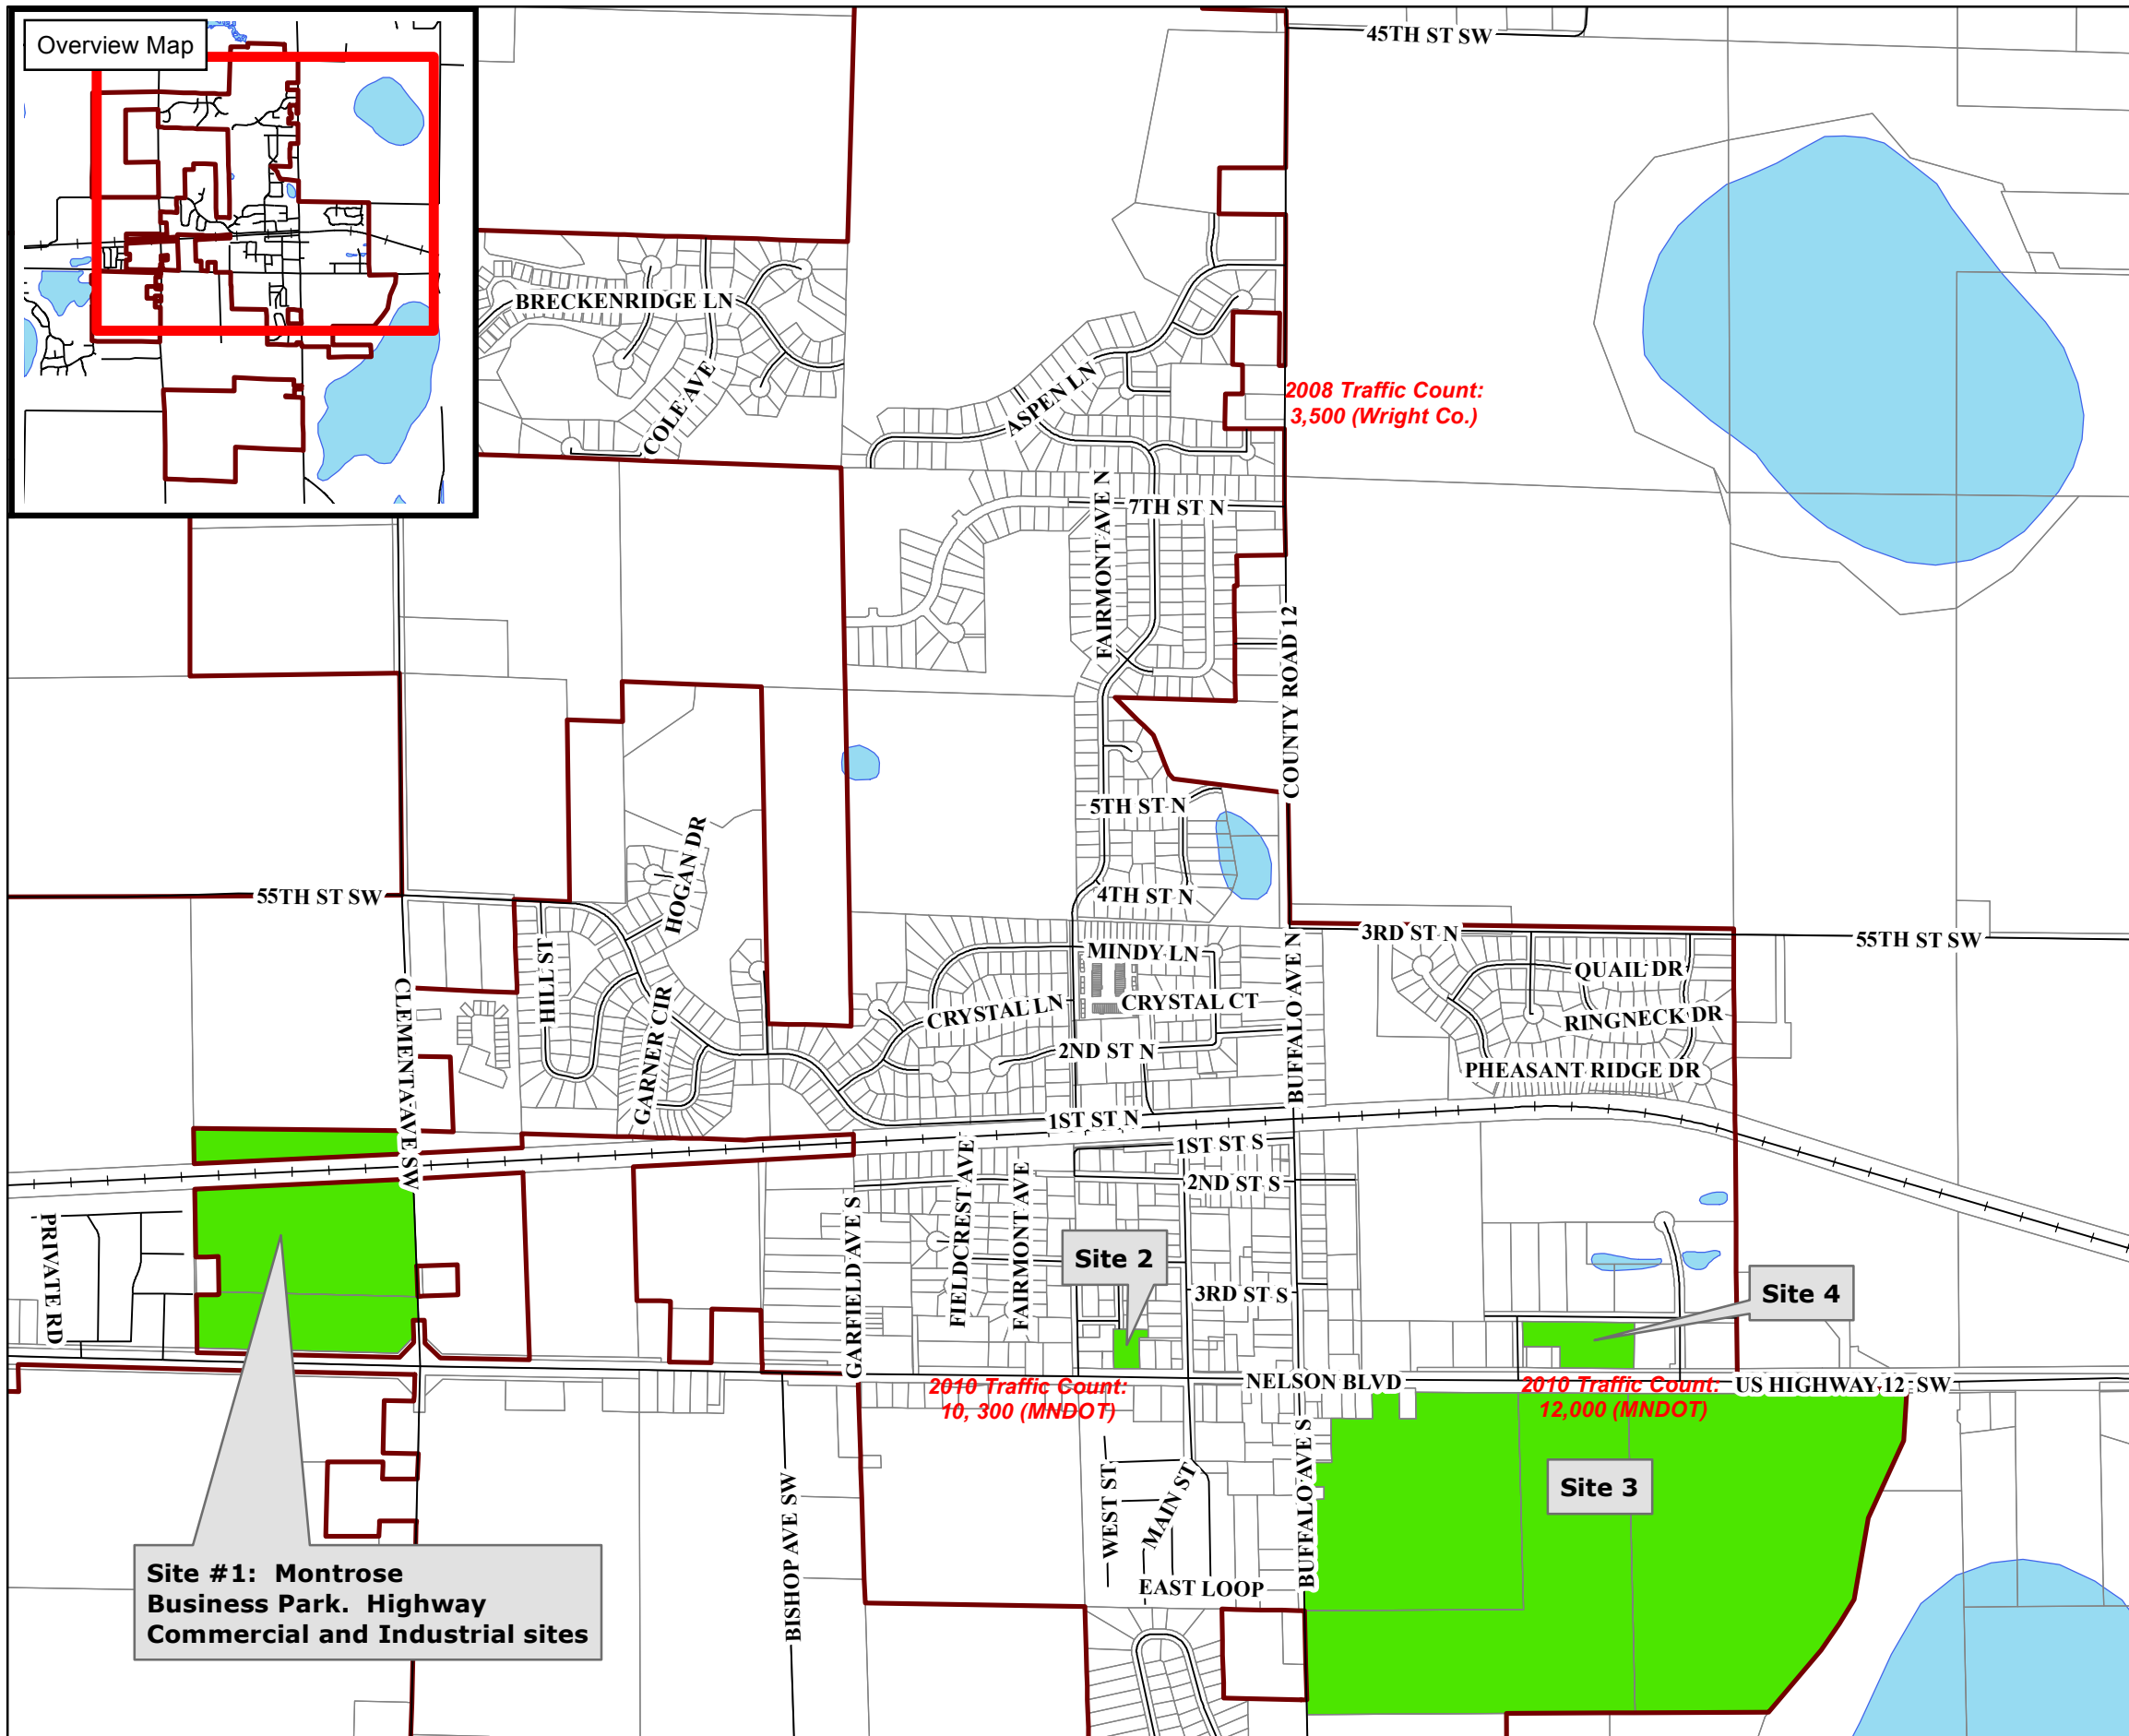 Overview Map
45TH ST SW
BRECKENRIDGE LN
COLE AVE
ASPEN LN
2008 Traffic Count:
3,500 (Wright Co.)
7TH ST N
FAIRMONT AVE N
COUNTY ROAD 12
5TH ST N
4TH ST N
HOGAN DR
55TH ST SW
HILL ST
GARNER CIR
CLEMENTA AVE SW
MINDY LN
CRYSTAL LN
CRYSTAL CT
2ND ST N
BUFFALO AVE N
3RD ST N
55TH ST SW
QUAIL DR
RINGNECK DR
PHEASANT RIDGE DR
1ST ST N
1ST ST S
2ND ST S
PRIVATE RD
GARFIELD AVE S
FIELDCREST AVE
FAIRMONT AVE
Site 2
3RD ST S
Site 4
NELSON BLVD
2010 Traffic Count:
10, 300 (MNDOT)
2010 Traffic Count:
12,000 (MNDOT)
US HIGHWAY 12 SW
Site 3
BISHOP AVE SW
WEST ST
MAIN ST
BUFFALO AVE S
EAST LOOP
Site #1:  Montrose
Business Park.  Highway
Commercial and Industrial sites